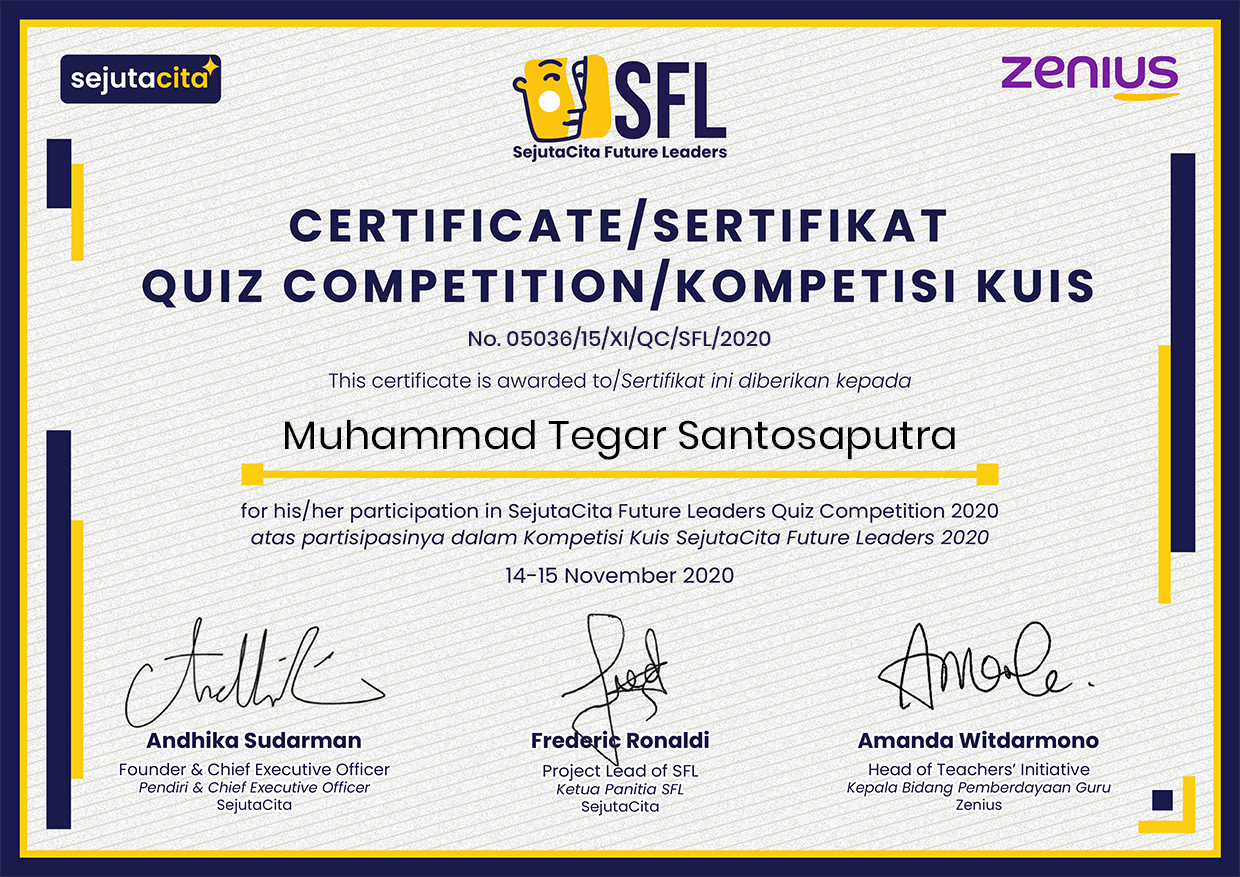 sejutacita
SFL
SejutaCita Future Leaders
zenius
CERTIFICATE/SERTIFIKAT
QUIZ COMPETITION/KOMPETISI KUIS
No. 05036/15/XI/QC/SFL/2020
This certificate is awarded to/Sertifikat ini diberikan kepada
Muhammad Tegar Santosaputra
for his/her participation in SejutaCita Future Leaders Quiz Competition 2020
atas partisipasinya dalam Kompetisi Kuis SejutaCita Future Leaders 2020
14-15 November 2020
Andhika Sudarman
Founder & Chief Executive Officer
Pendiri & Chief Executive Officer
SejutaCita
Frederic Ronaldi
Project Lead of SFL
Ketua Panitia SFL
SejutaCita
Amanda Witdarmono
Head of Teachers' Initiative
Kepala Bidang Pemberdayaan Guru
Zenius